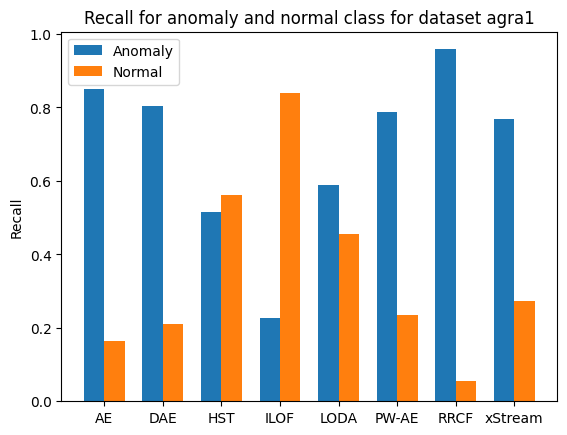 Recall for anomaly and normal class for dataset agra1
Anomaly
Normal
Recall
1.0
0.8
0.6
0.4
0.2
0.0
AE DAE HST ILOF LODA PW-AE RRCF xStream